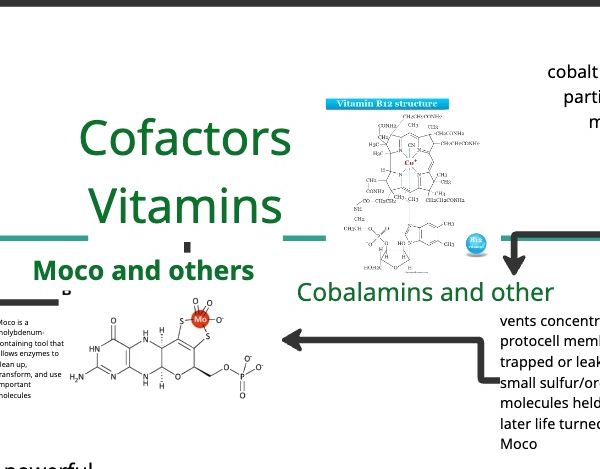 cobalt
parti
m
Vitamin B12 structure
Cofactors
Vitamins
Moco and others
Cobalamins and other
Moco is a
molybdenum-
containing tool that
allows enzymes to
clean up,
transform, and use
important
molecules
vents concentr
protocell memb
trapped or leak
small sulfur/or
molecules held
later life turned
Moco
powerful